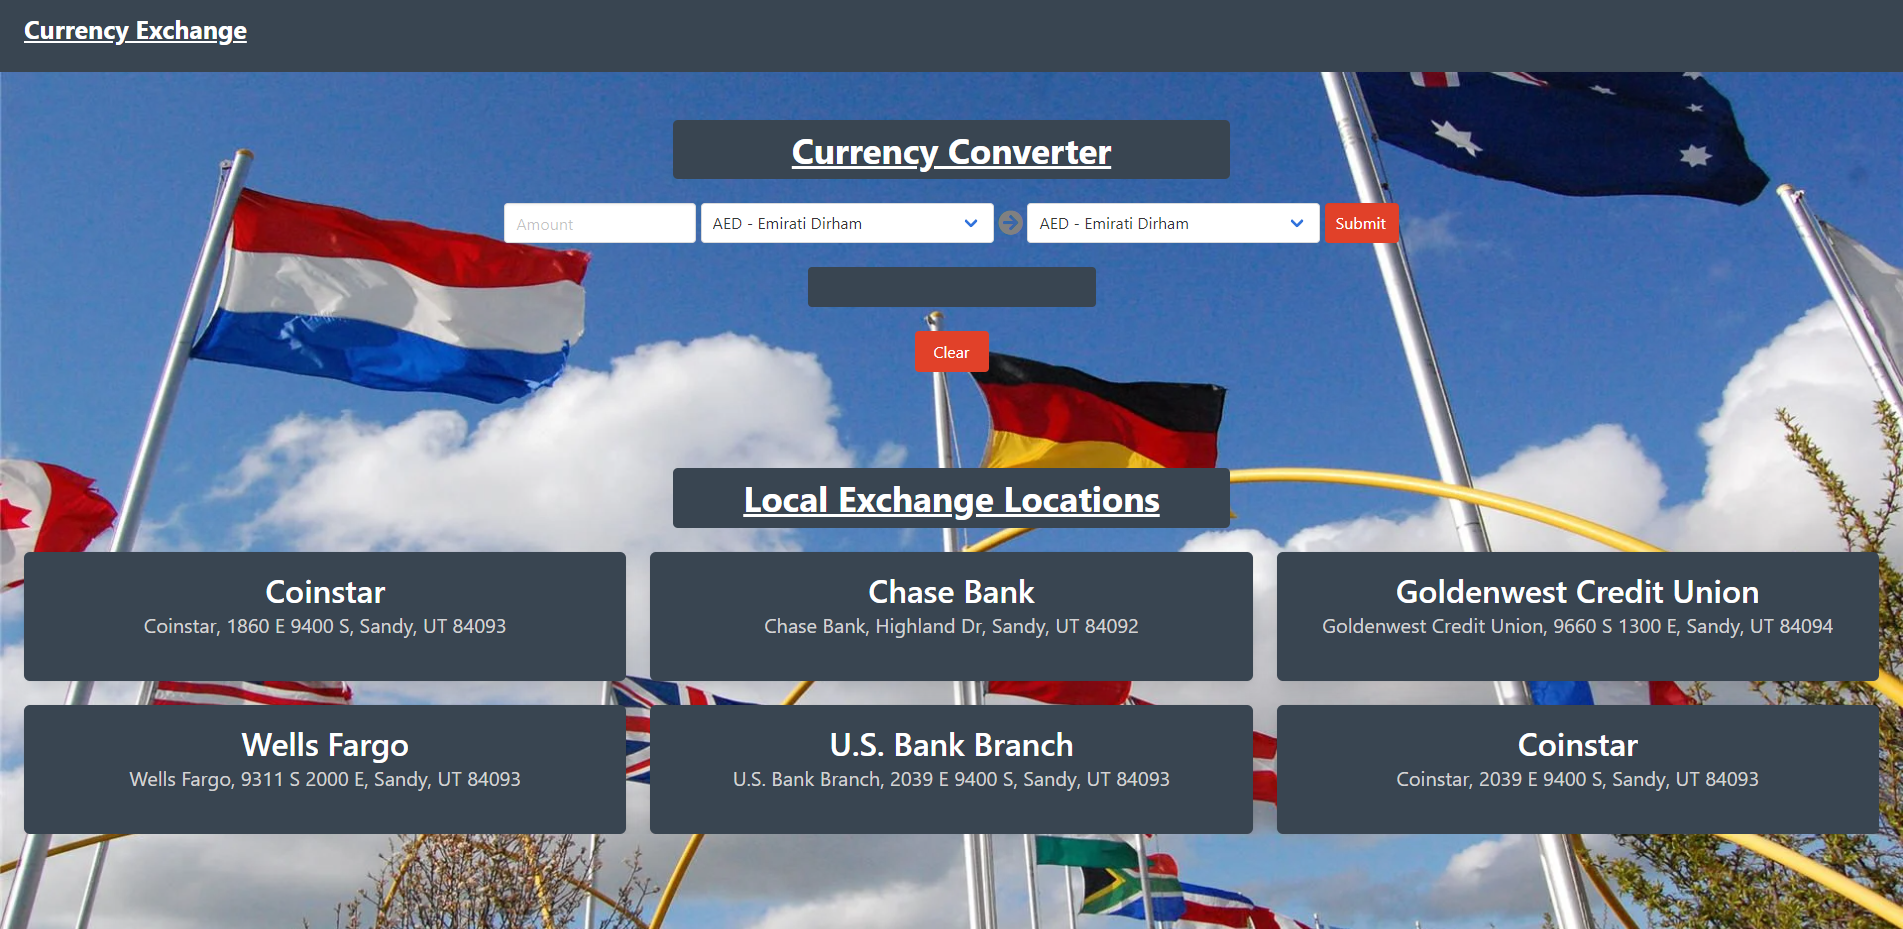 Currency Exchange
Currency Converter
Amount
AED - Emirati Dirham
AED - Emirati Dirham
Submit
Clear
Local Exchange Locations
Coinstar
Coinstar, 1860 E 9400 S, Sandy, UT 84093
Chase Bank
Chase Bank, Highland Dr, Sandy, UT 84092
Goldenwest Credit Union
Goldenwest Credit Union, 9660 S 1300 E, Sandy, UT 84094
Wells Fargo
Wells Fargo, 9311 S 2000 E, Sandy, UT 84093
U.S. Bank Branch
U.S. Bank Branch, 2039 E 9400 S, Sandy, UT 84093
Coinstar
Coinstar, 2039 E 9400 S, Sandy, UT 84093